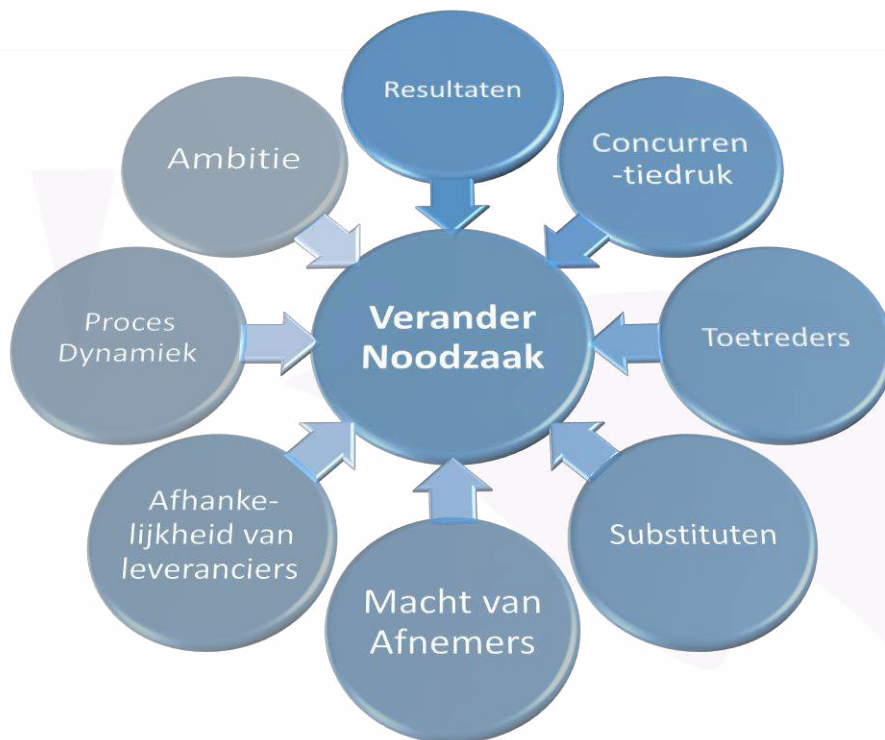 Resultaten
Concurren
-tiedruk
Toetreders
Substituten
Macht van
Afnemers
Afhanke-
lijkheid van
leveranciers
Proces
Dynamiek
Ambitie
Verander
Noodzaak